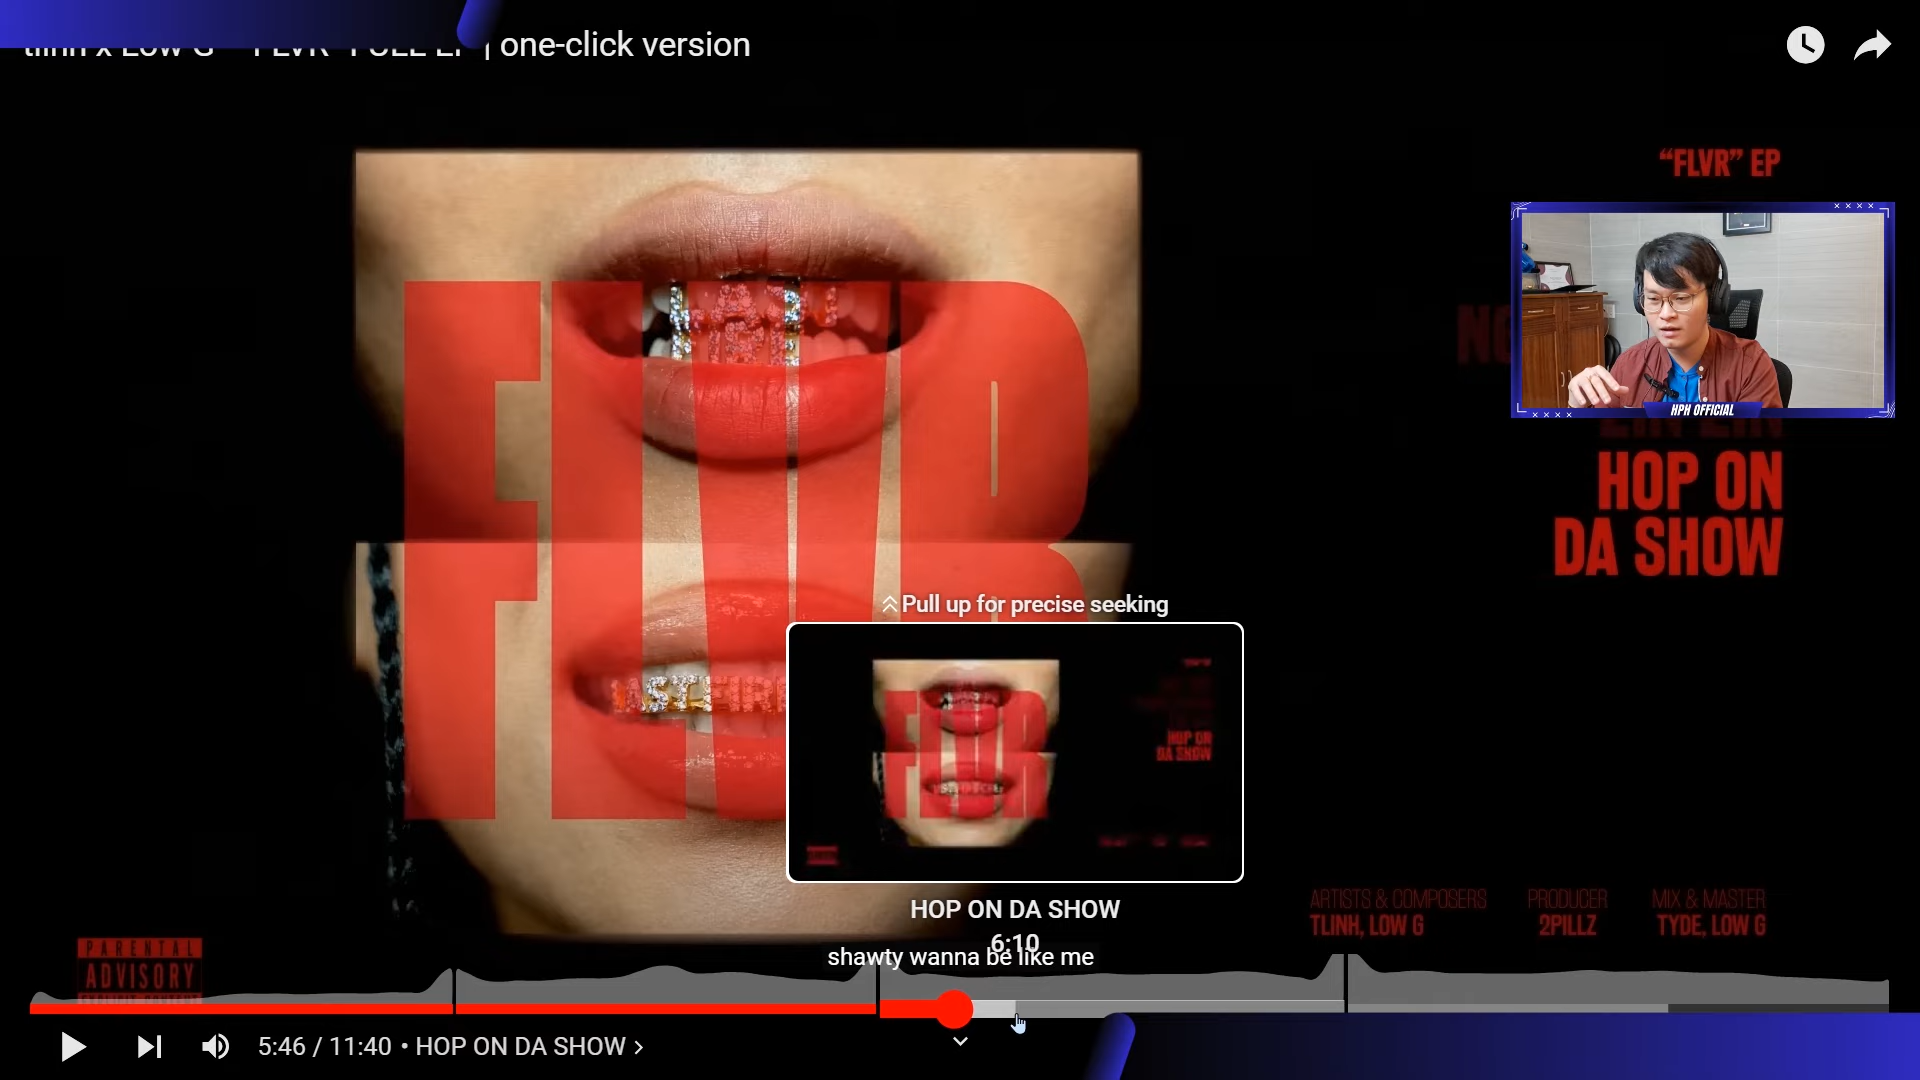 one-click version
“FLVR” EP
HPH OFFICIAL
HOP ON
DA SHOW
FLVR
Pull up for precise seeking
HOP ON
DA SHOW
HOP ON DA SHOW
6:10
shawty wanna be like me
ARTISTS & COMPOSERS
TLINH, LOW G
PRODUCER
2PILLZ
MIX & MASTER
TYDE, LOW G
PARENTAL
ADVISORY
5:46 / 11:40 • HOP ON DA SHOW